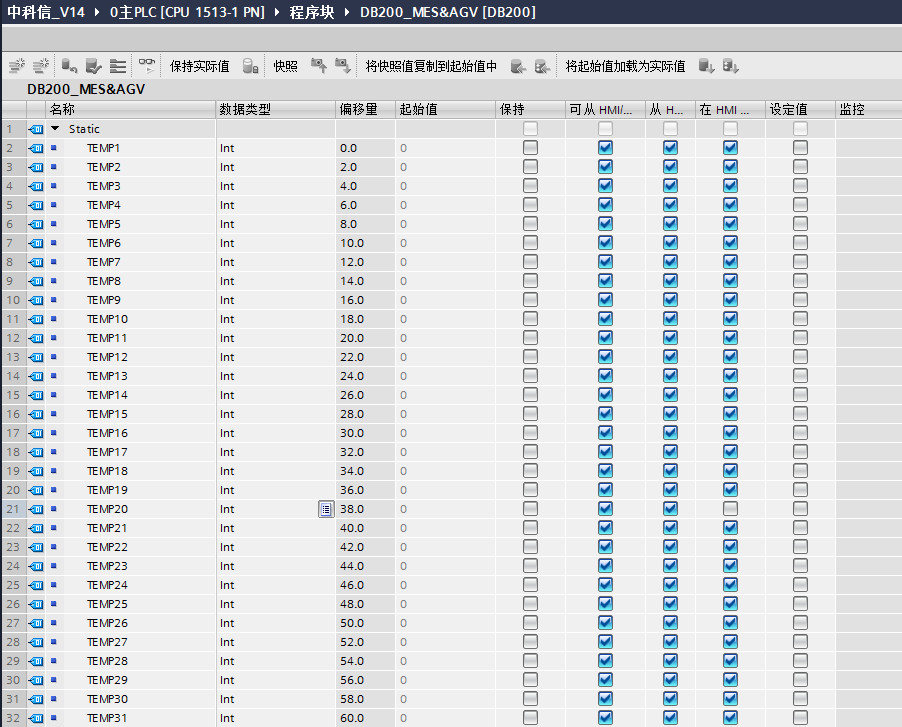 中科信_V14 ▸ 0主PLC [CPU 1513-1 PN] ▸ 程序块 ▸ DB200_MES&AGV [DB200]
保持实际值 快照 将快照值复制到起始值中 将起始值加载为实际值
DB200_MES&AGV
名称 数据类型 偏移量 起始值 保持 可从 HMI/... 从 H... 在 HMI ... 设定值 监控
1 Static
2 TEMP1 Int 0.0 0
3 TEMP2 Int 2.0 0
4 TEMP3 Int 4.0 0
5 TEMP4 Int 6.0 0
6 TEMP5 Int 8.0 0
7 TEMP6 Int 10.0 0
8 TEMP7 Int 12.0 0
9 TEMP8 Int 14.0 0
10 TEMP9 Int 16.0 0
11 TEMP10 Int 18.0 0
12 TEMP11 Int 20.0 0
13 TEMP12 Int 22.0 0
14 TEMP13 Int 24.0 0
15 TEMP14 Int 26.0 0
16 TEMP15 Int 28.0 0
17 TEMP16 Int 30.0 0
18 TEMP17 Int 32.0 0
19 TEMP18 Int 34.0 0
20 TEMP19 Int 36.0 0
21 TEMP20 Int 38.0 0
22 TEMP21 Int 40.0 0
23 TEMP22 Int 42.0 0
24 TEMP23 Int 44.0 0
25 TEMP24 Int 46.0 0
26 TEMP25 Int 48.0 0
27 TEMP26 Int 50.0 0
28 TEMP27 Int 52.0 0
29 TEMP28 Int 54.0 0
30 TEMP29 Int 56.0 0
31 TEMP30 Int 58.0 0
32 TEMP31 Int 60.0 0